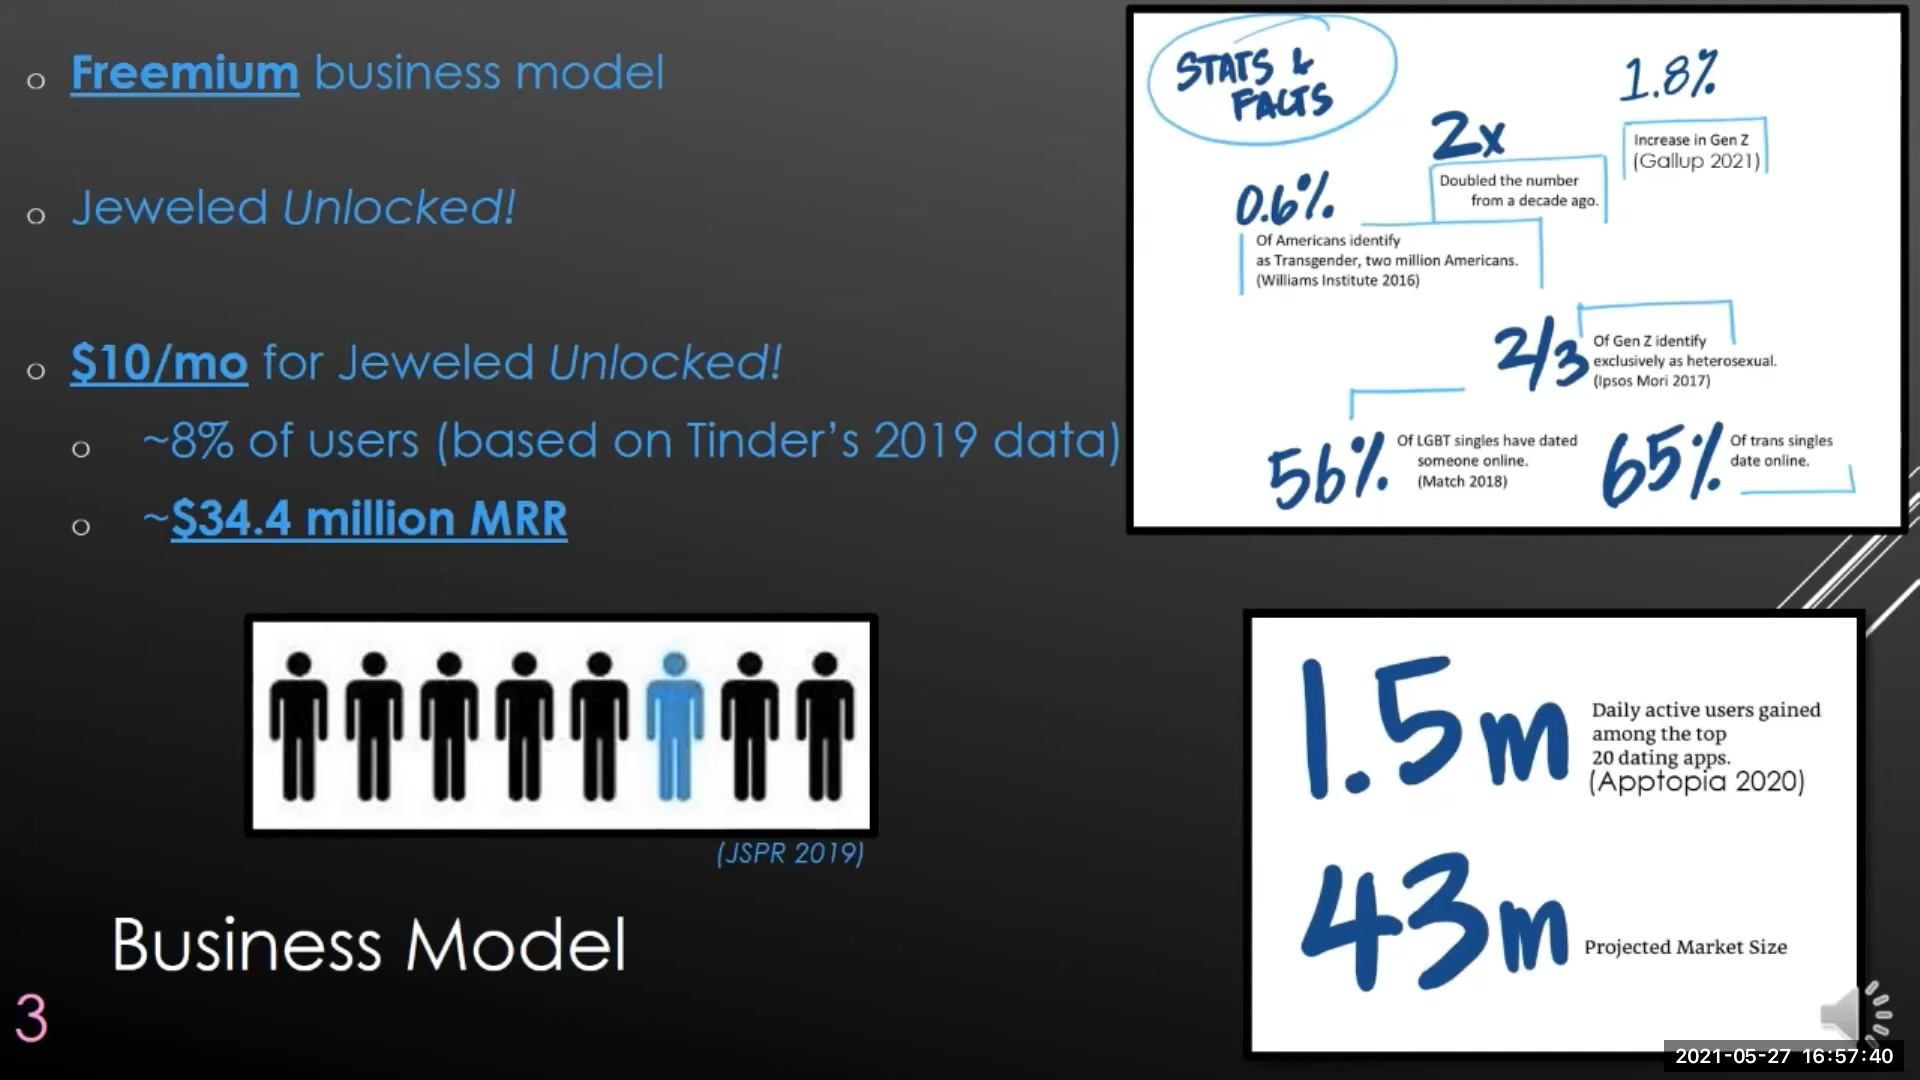 Freemium business model
Jeweled Unlocked!
$10/mo for Jeweled Unlocked!
~8% of users (based on Tinder's 2019 data)
~$34.4 million MRR
STATS &
FACTS
1.8%
Increase in Gen Z
(Gallup 2021)
2x
Doubled the number
from a decade ago.
0.6%
Of Americans identify
as Transgender, two million Americans.
(Williams Institute 2016)
2/3
Of Gen Z identify
exclusively as heterosexual.
(Ipsos Mori 2017)
56%
Of LGBT singles have dated
someone online.
(Match 2018)
65%
Of trans singles
date online.
(JSPR 2019)
1.5m
Daily active users gained
among the top
20 dating apps.
(Apptopia 2020)
43m
Projected Market Size
Business Model
3
2021-05-27 16:57:40